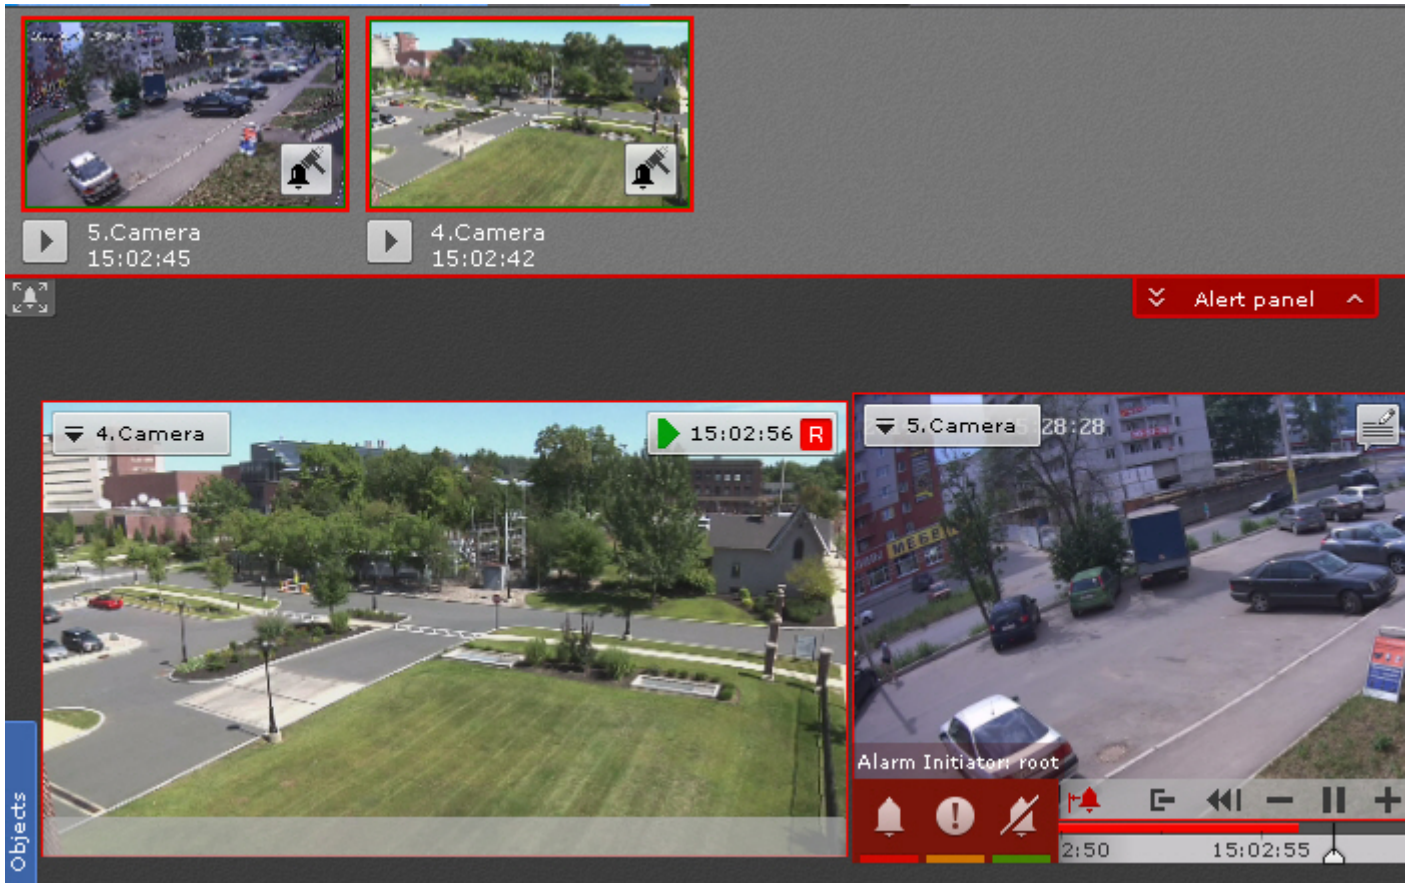 5.Camera
15:02:45
4.Camera
15:02:42
Alert panel
4.Camera
15:02:56 R
5.Camera
28:28
МЕБЕ
Alarm Initiator: root
2:50
15:02:55
Objects